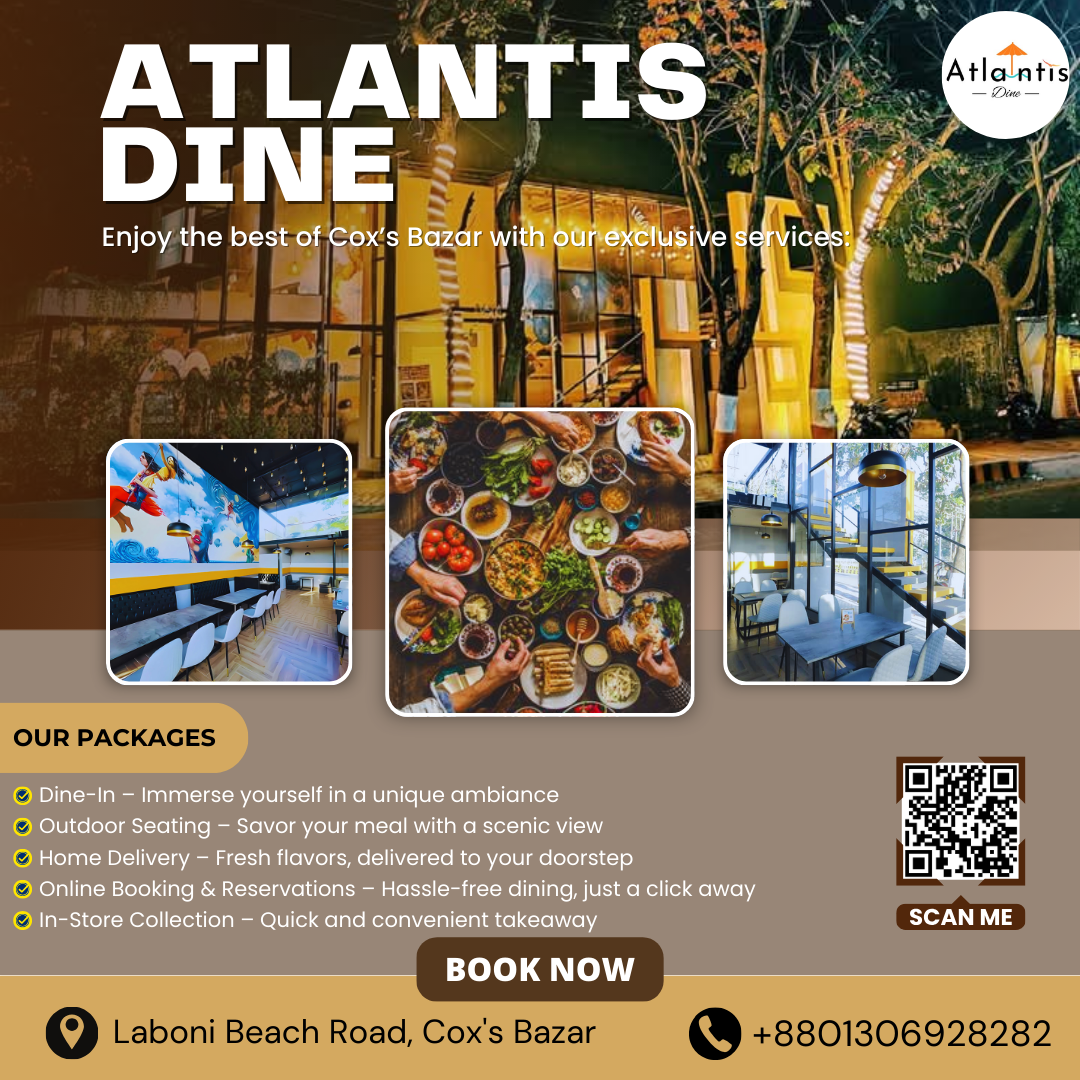 ATLANTIS
DINE
Atlantis
Dine
Enjoy the best of Cox’s Bazar with our exclusive services:
OUR PACKAGES
Dine-In – Immerse yourself in a unique ambiance
Outdoor Seating – Savor your meal with a scenic view
Home Delivery – Fresh flavors, delivered to your doorstep
Online Booking & Reservations – Hassle-free dining, just a click away
In-Store Collection – Quick and convenient takeaway
SCAN ME
BOOK NOW
Laboni Beach Road, Cox's Bazar
+8801306928282